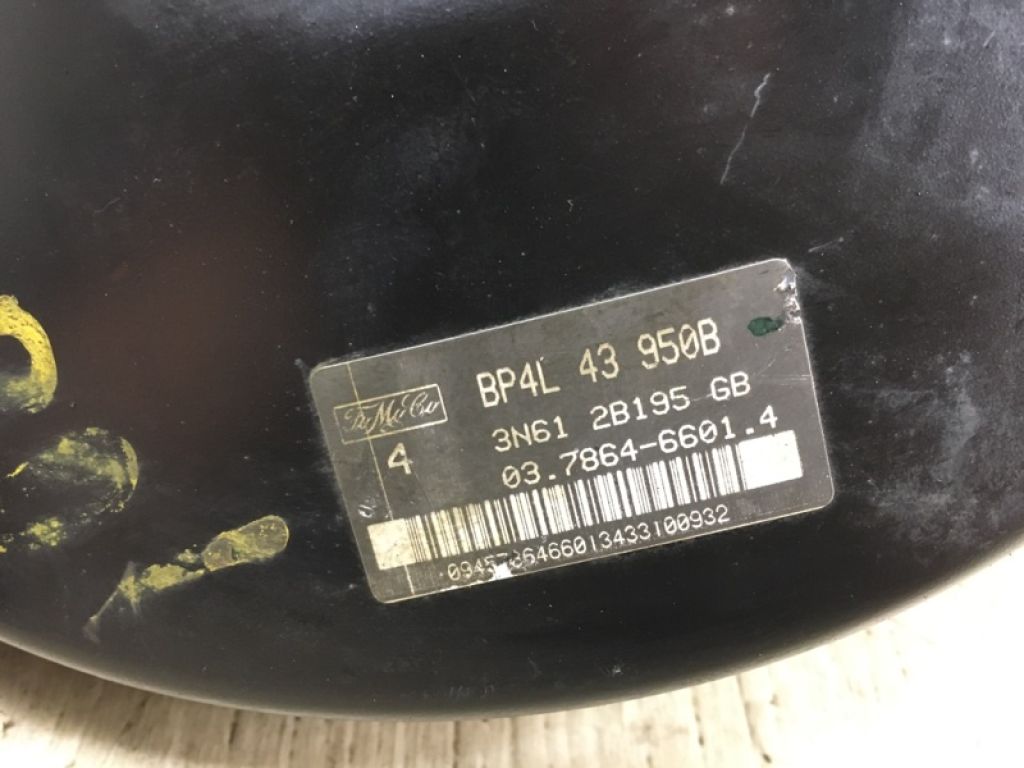 BP4L 43 950B
FoMoCo
3N61 2B195 GB
4
03.7864-6601.4